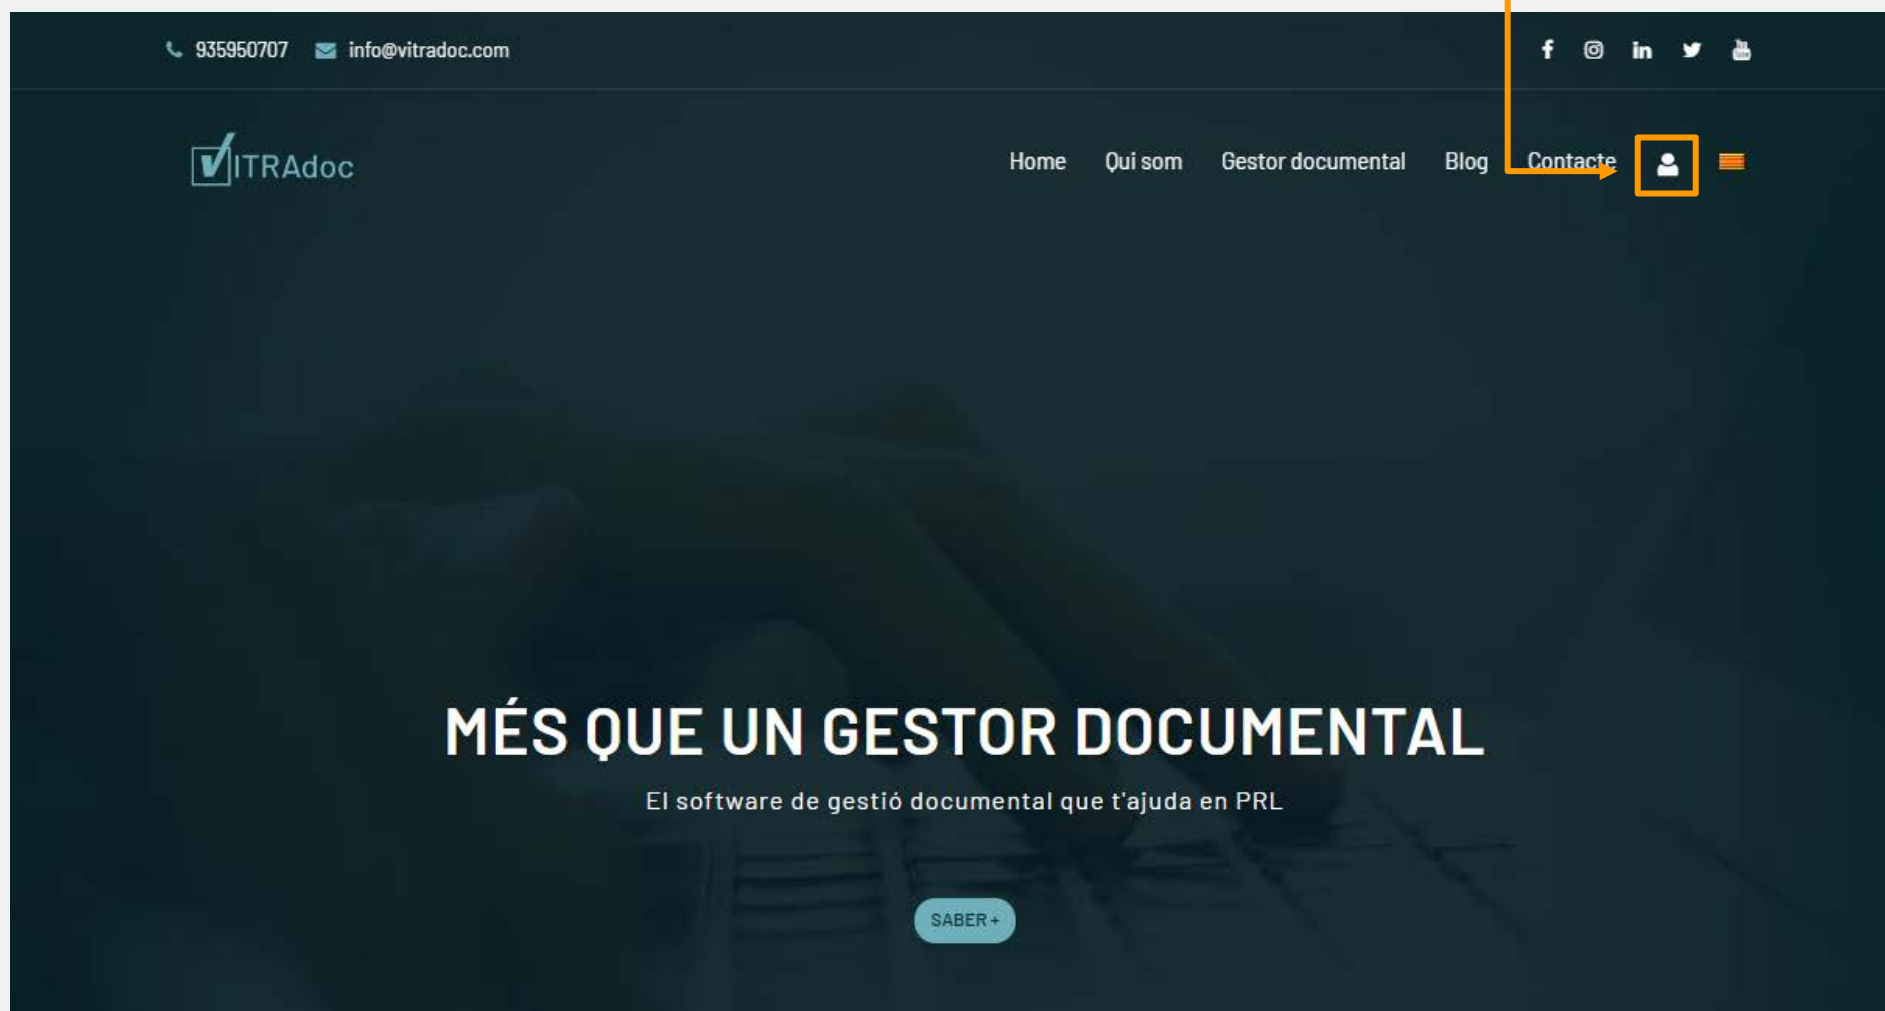 935950707 info@vitradoc.com
VITRAdoc
Home Qui som Gestor documental Blog Contacte
MÉS QUE UN GESTOR DOCUMENTAL
El software de gestió documental que t'ajuda en PRL
SABER +